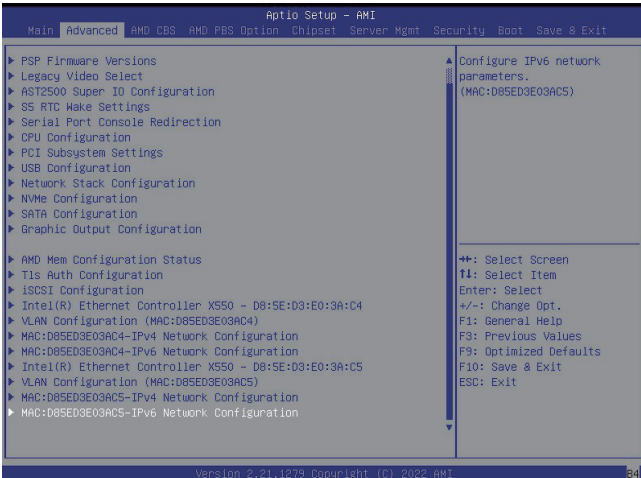 Aptio Setup – AMI
Main Advanced AMD CBS AMD PBS Option Chipset Server Mgmt Security Boot Save & Exit
PSP Firmware Versions
Legacy Video Select
AST2500 Super IO Configuration
S5 RTC Wake Settings
Serial Port Console Redirection
CPU Configuration
PCI Subsystem Settings
USB Configuration
Network Stack Configuration
NVMe Configuration
SATA Configuration
Graphic Output Configuration
AMD Mem Configuration Status
Tls Auth Configuration
iSCSI Configuration
Intel(R) Ethernet Controller X550 - D8:5E:D3:E0:3A:C4
VLAN Configuration (MAC:D85ED3E03AC4)
MAC:D85ED3E03AC4-IPv4 Network Configuration
MAC:D85ED3E03AC4-IPv6 Network Configuration
Intel(R) Ethernet Controller X550 - D8:5E:D3:E0:3A:C5
VLAN Configuration (MAC:D85ED3E03AC5)
MAC:D85ED3E03AC5-IPv4 Network Configuration
MAC:D85ED3E03AC5-IPv6 Network Configuration
Configure IPv6 network
parameters.
(MAC:D85ED3E03AC5)
→←: Select Screen
↑↓: Select Item
Enter: Select
+/-: Change Opt.
F1: General Help
F3: Previous Values
F9: Optimized Defaults
F10: Save & Exit
ESC: Exit
Version 2.21.1279 Copyright (C) 2022 AMI
B4